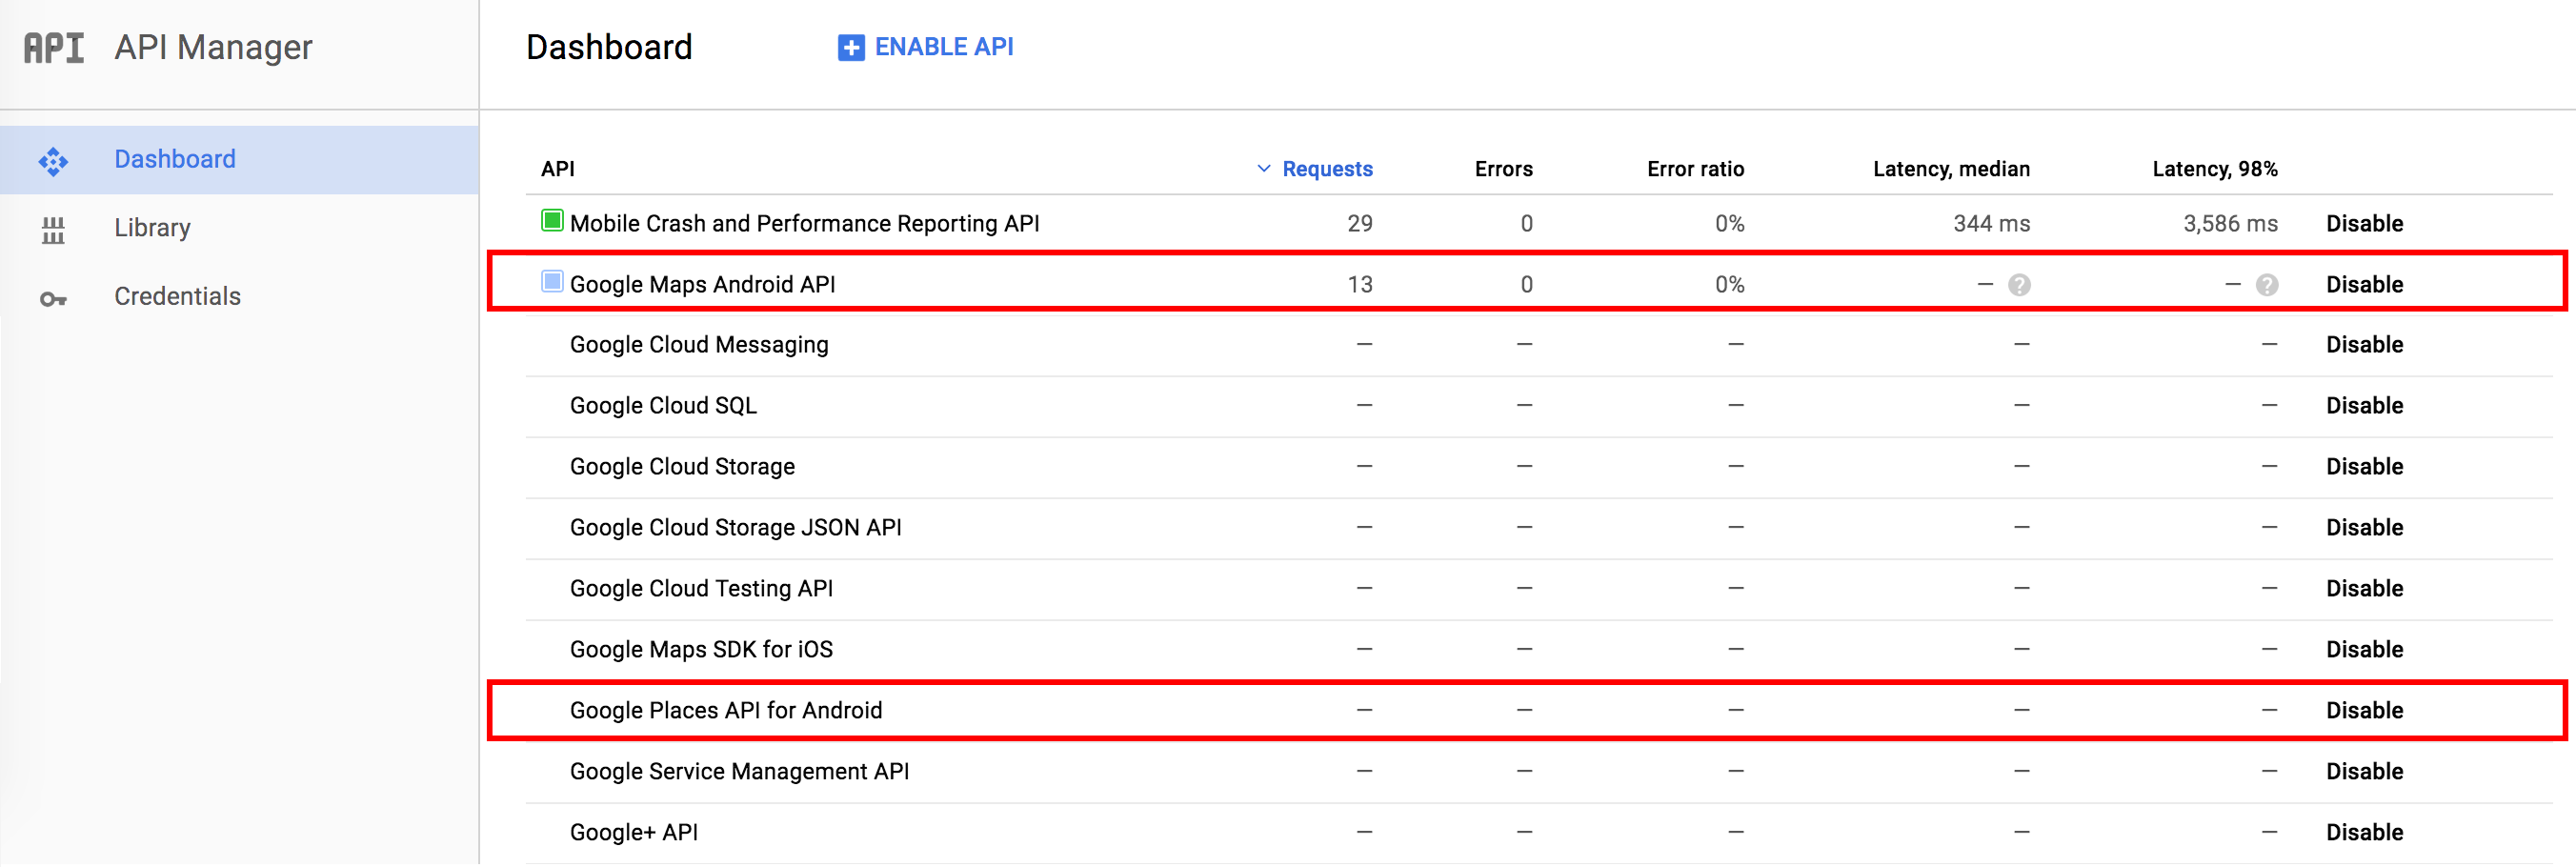 API API Manager
Dashboard
ENABLE API
Dashboard
Library
Credentials
API Requests Errors Error ratio Latency, median Latency, 98%
Mobile Crash and Performance Reporting API 29 0 0% 344 ms 3,586 ms Disable
Google Maps Android API 13 0 0% — ? — ? Disable
Google Cloud Messaging — — — — — Disable
Google Cloud SQL — — — — — Disable
Google Cloud Storage — — — — — Disable
Google Cloud Storage JSON API — — — — — Disable
Google Cloud Testing API — — — — — Disable
Google Maps SDK for iOS — — — — — Disable
Google Places API for Android — — — — — Disable
Google Service Management API — — — — — Disable
Google+ API — — — — — Disable